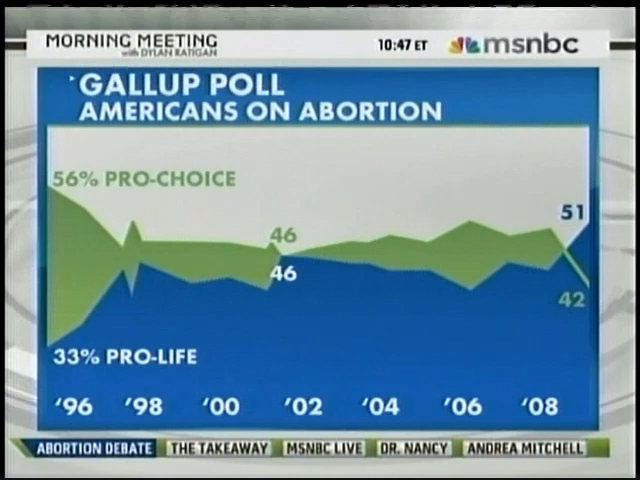 MORNING MEETING
with DYLAN RATIGAN
10:47 ET
msnbc
GALLUP POLL
AMERICANS ON ABORTION
56% PRO-CHOICE
51
46
46
42
33% PRO-LIFE
'96 '98 '00 '02 '04 '06 '08
ABORTION DEBATE THE TAKEAWAY MSNBC LIVE DR. NANCY ANDREA MITCHELL